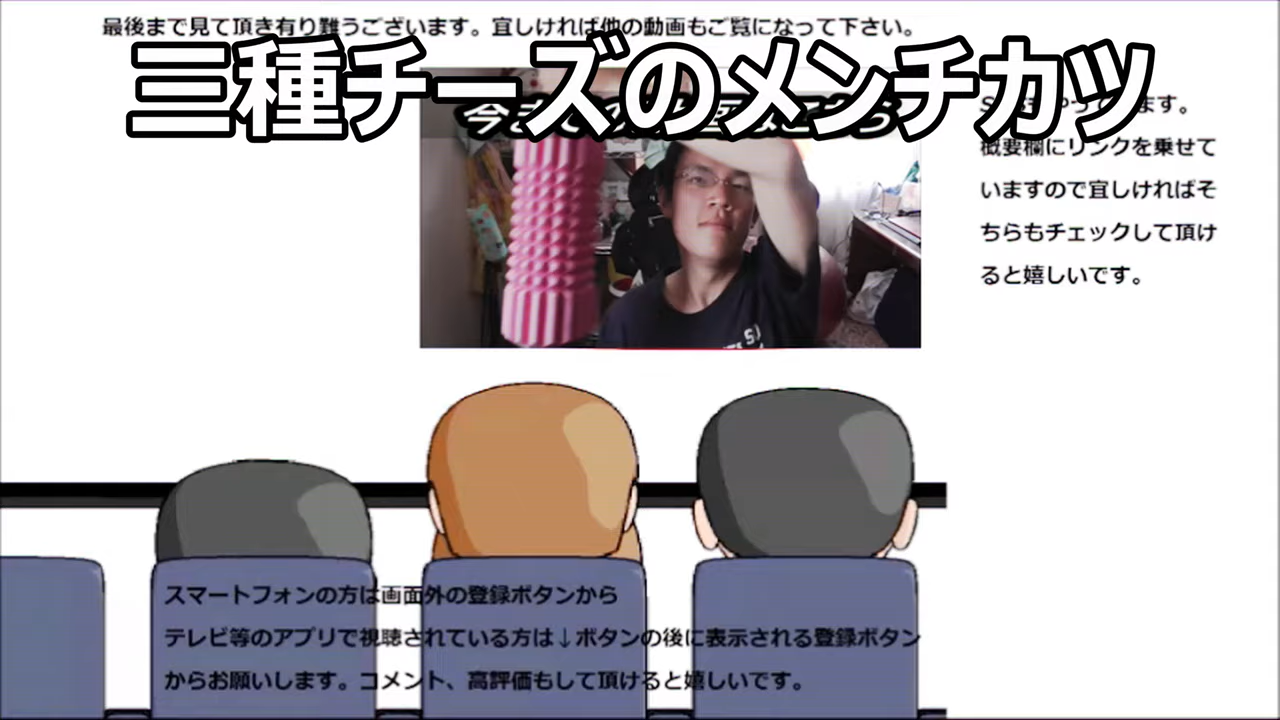 最後まで見て頂き有り難うございます。宜しければ他の動画もご覧になって下さい。
三種チーズのメンチカツ
ます。
概要欄にリンクを乗せて
いますので宜しければそ
ちらもチェックして頂け
ると嬉しいです。
スマートフォンの方は画面外の登録ボタンから
テレビ等のアプリで視聴されている方は↓ボタンの後に表示される登録ボタン
からお願いします。コメント、高評価もして頂けると嬉しいです。